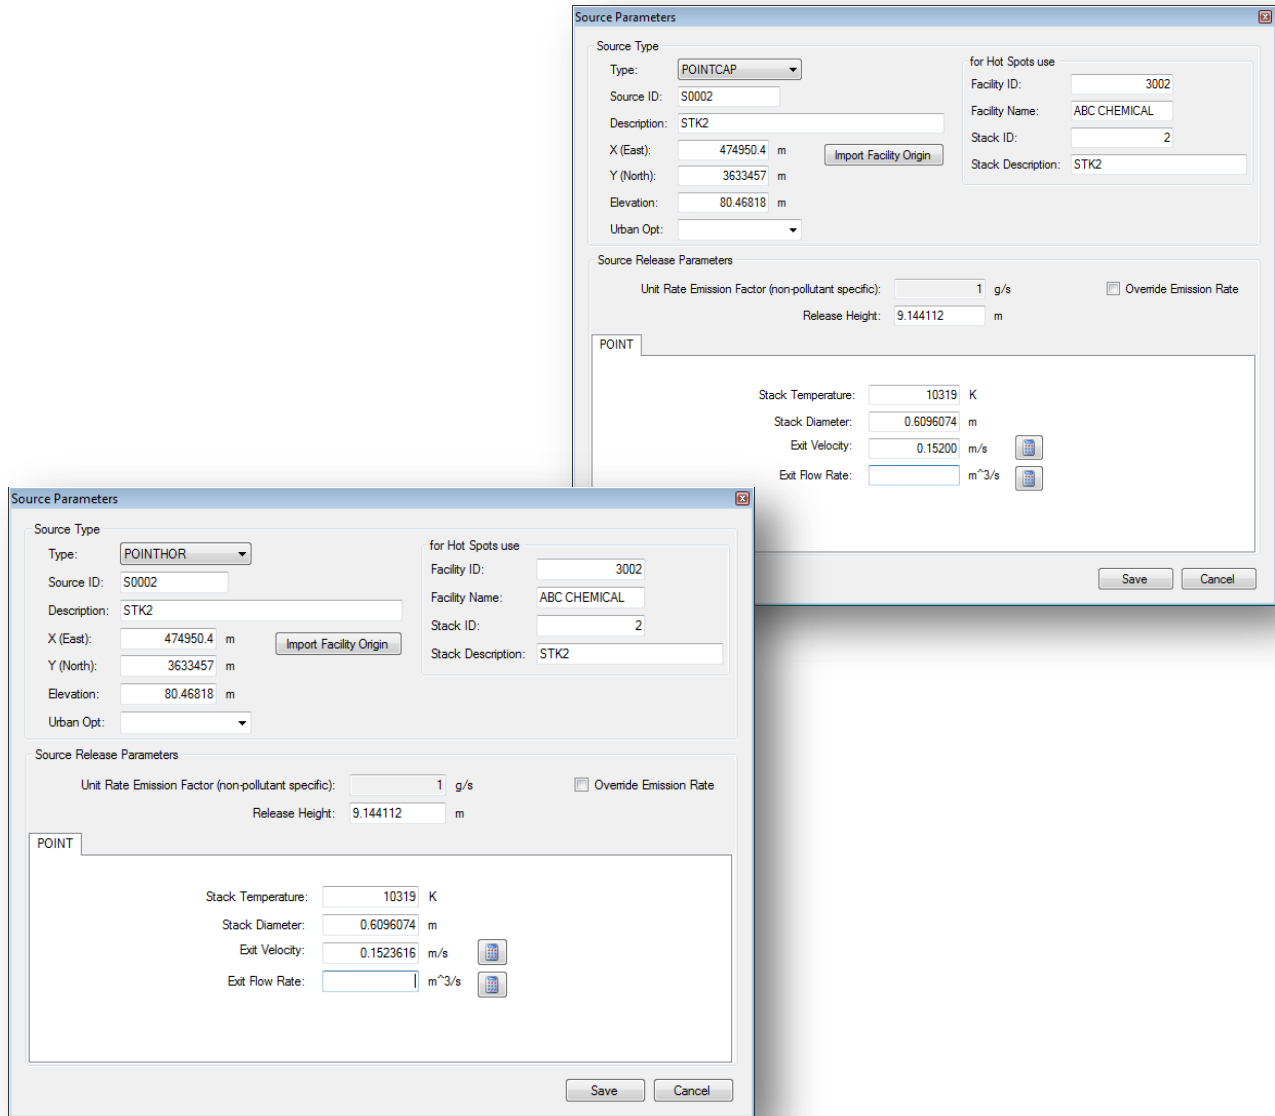 Source Parameters
Source Type
Type: POINTCAP
Source ID: S0002
Description: STK2
X (East): 474950.4 m
Import Facility Origin
Y (North): 3633457 m
Elevation: 80.46818 m
Urban Opt:
for Hot Spots use
Facility ID: 3002
Facility Name: ABC CHEMICAL
Stack ID: 2
Stack Description: STK2
Source Release Parameters
Unit Rate Emission Factor (non-pollutant specific): 1 g/s
Override Emission Rate
Release Height: 9.144112 m
POINT
Stack Temperature: 10319 K
Stack Diameter: 0.6096074 m
Exit Velocity: 0.15200 m/s
Exit Flow Rate: m^3/s
Save Cancel
Source Parameters
Source Type
Type: POINTHOR
Source ID: S0002
Description: STK2
X (East): 474950.4 m
Import Facility Origin
Y (North): 3633457 m
Elevation: 80.46818 m
Urban Opt:
for Hot Spots use
Facility ID: 3002
Facility Name: ABC CHEMICAL
Stack ID: 2
Stack Description: STK2
Source Release Parameters
Unit Rate Emission Factor (non-pollutant specific): 1 g/s
Override Emission Rate
Release Height: 9.144112 m
POINT
Stack Temperature: 10319 K
Stack Diameter: 0.6096074 m
Exit Velocity: 0.1523616 m/s
Exit Flow Rate: m^3/s
Save Cancel